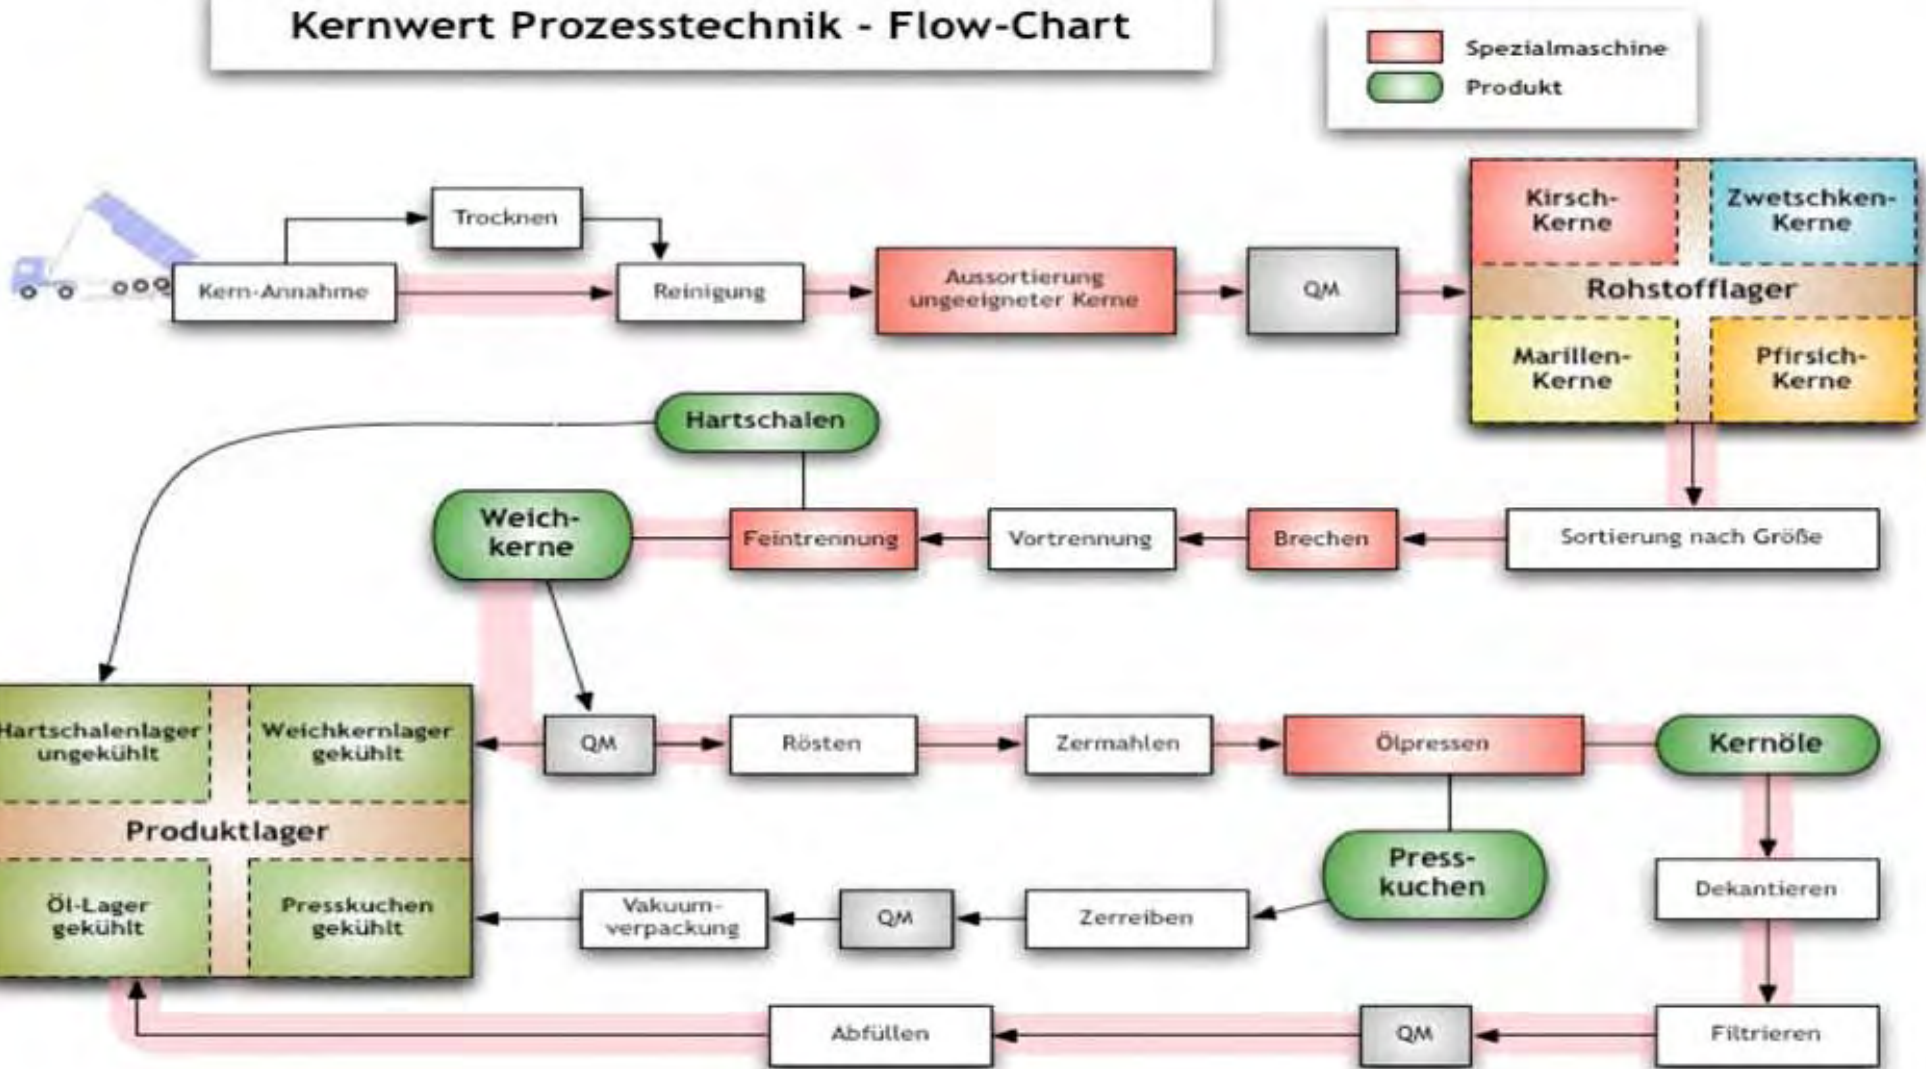 Kernwert Prozesstechnik - Flow-Chart
Spezialmaschine
Produkt
Trocknen
Kern-Annahme
Reinigung
Aussortierung
ungeeigneter Kerne
QM
Kirsch-
Kerne
Zwetschken-
Kerne
Rohstofflager
Marillen-
Kerne
Pfirsich-
Kerne
Hartschalen
Weich-
kerne
Feintrennung
Vortrennung
Brechen
Sortierung nach Größe
Hartschalenlager
ungekühlt
Weichkernlager
gekühlt
QM
Rösten
Zermahlen
Ölpressen
Kernöle
Produktlager
Öl-Lager
gekühlt
Presskuchen
gekühlt
Vakuum-
verpackung
QM
Zerreiben
Press-
kuchen
Dekantieren
Abfüllen
QM
Filtrieren